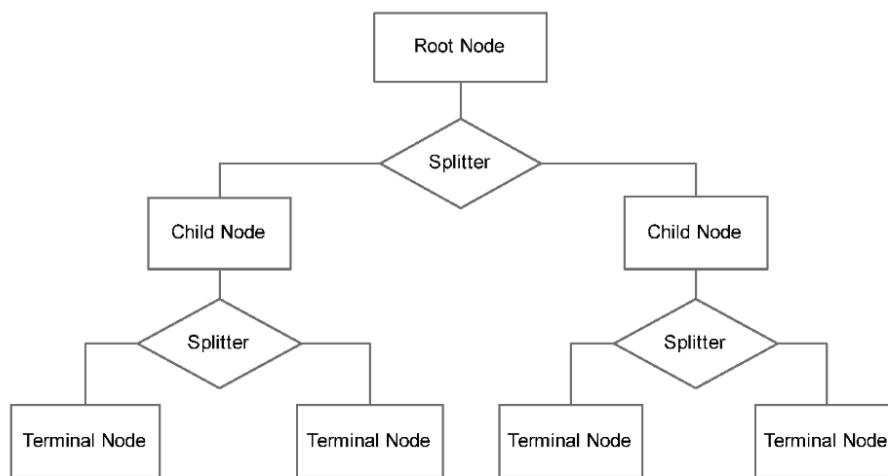 Root Node
Splitter
Child Node
Child Node
Splitter
Splitter
Terminal Node
Terminal Node
Terminal Node
Terminal Node